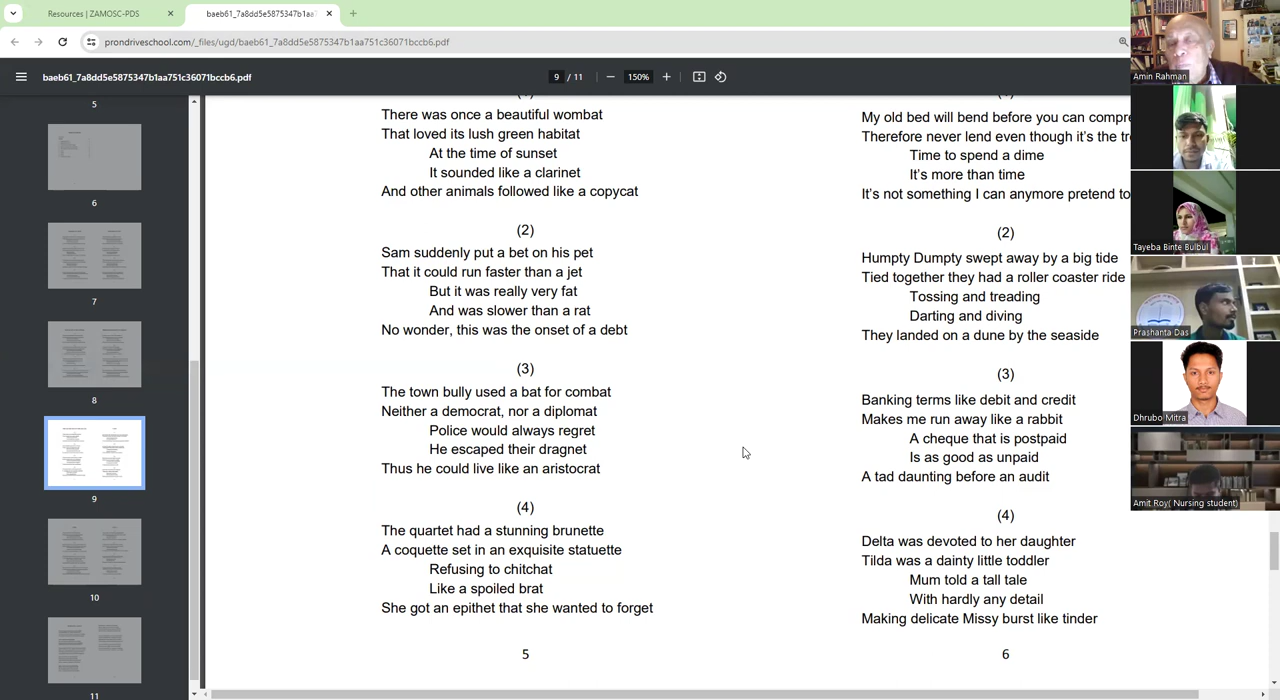 Resources | ZAMOSC-PDS
baeb61_7a8dd5e5875347b1aa7
prondriveschool.com/_files/ugd/baeb61_7a8dd5e5875347b1aa751c36071bccb6.pdf
baeb61_7a8dd5e5875347b1aa751c36071bccb6.pdf
9 / 11
150%
5
6
7
8
9
10
11
There was once a beautiful wombat
That loved its lush green habitat
At the time of sunset
It sounded like a clarinet
And other animals followed like a copycat
(2)
Sam suddenly put a bet on his pet
That it could run faster than a jet
But it was really very fat
And was slower than a rat
No wonder, this was the onset of a debt
(3)
The town bully used a bat for combat
Neither a democrat, nor a diplomat
Police did always regret
He escaped their dragnet
Thus he could live like an aristocrat
(4)
The quartet had a stunning brunette
A coquette set in an exquisite statuette
Refusing to chitchat
Like a spoiled brat
She got an epithet that she wanted to forget
5
My old bed will bend before you can
Therefore never lend even though it's the
Time to spend a dime
It's more than time
It's not something I can anymore pretend to
(2)
Humpty Dumpty swept away by a big tide
Tied together they had a roller coaster ride
Tossing and treading
Darting and diving
They landed on a dune by the seaside
(3)
Banking terms like debit and credit
Makes me run away like a rabbit
A cheque that is postpaid
Is as good as unpaid
A tad daunting before an audit
(4)
Delta was devoted to her daughter
Tilda was a dainty little toddler
Mum told a tall tale
With hardly any detail
Making delicate Missy burst like tinder
6
Amin Rahman
Tayeba Binte Bulbul
Prashanta Das
Dhrubo Mitra
Amit Roy( Nursing student)